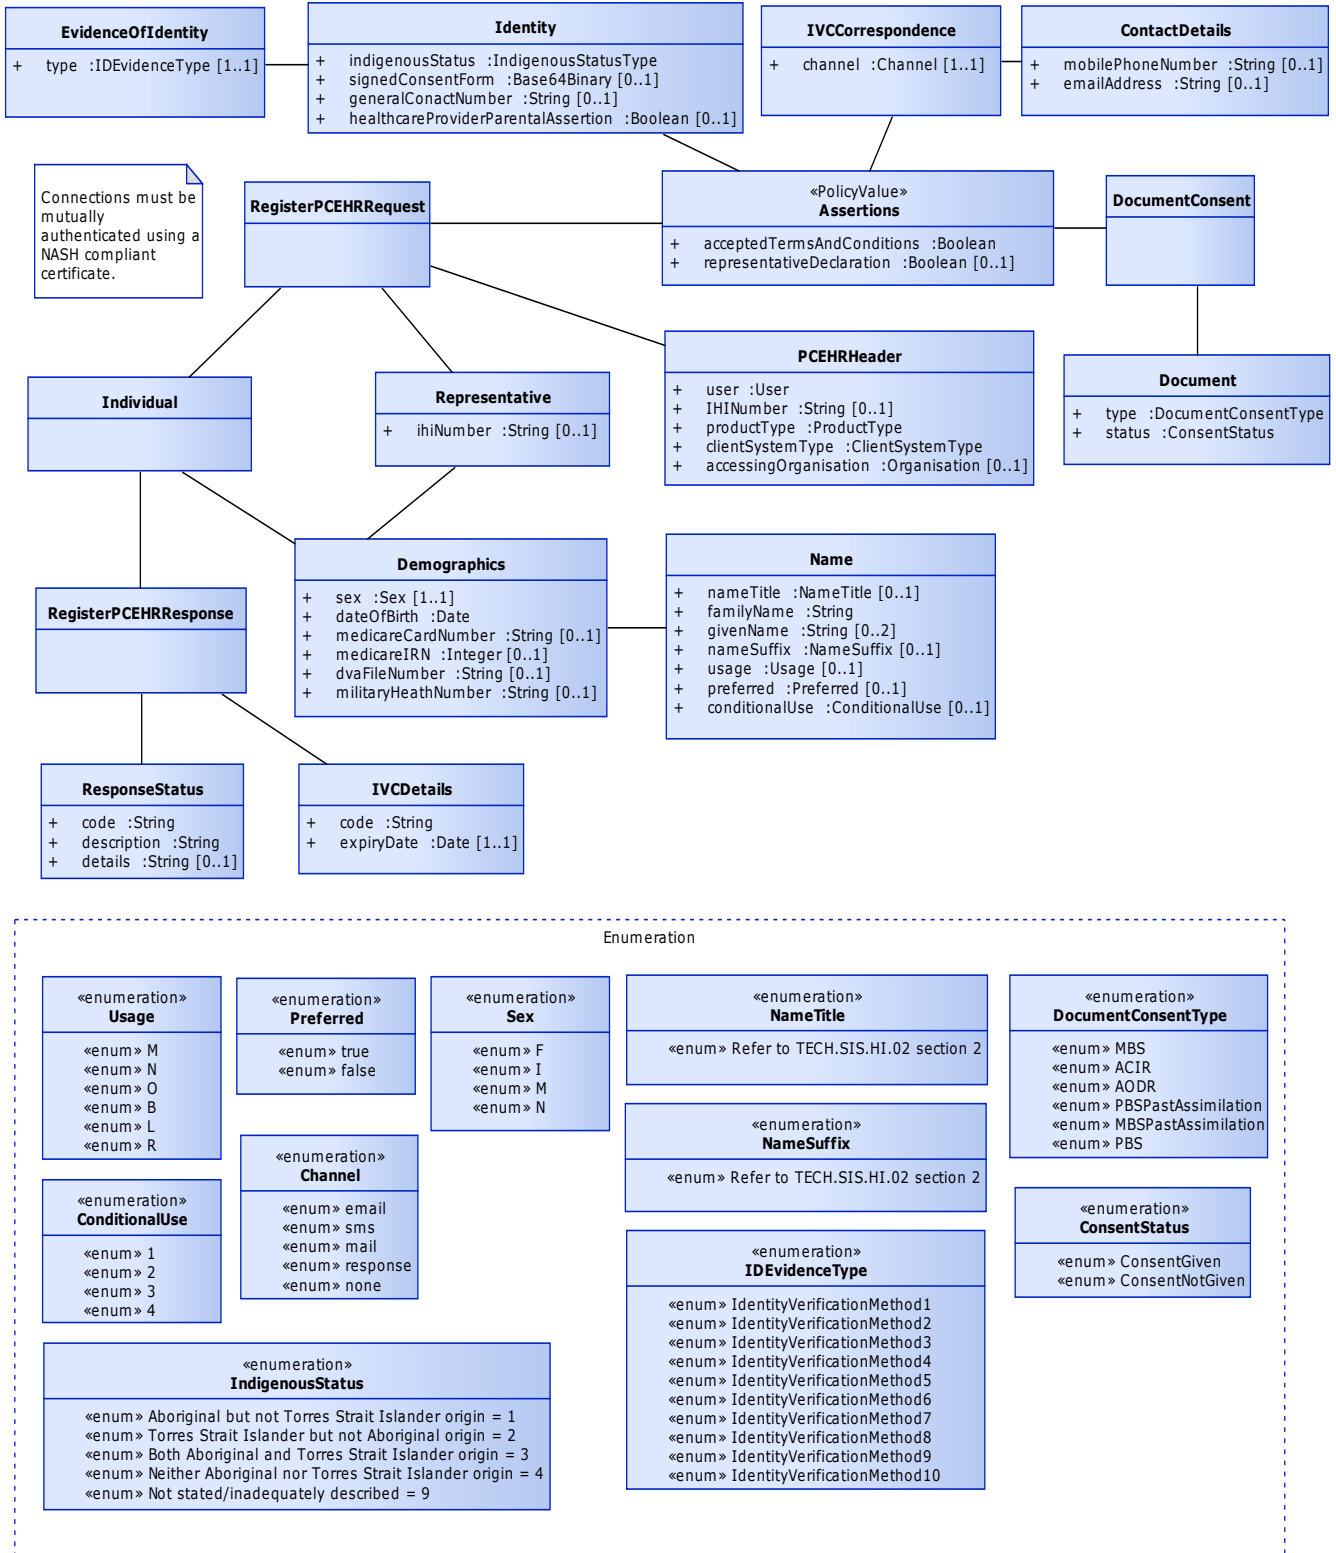 EvidenceOfIdentity
+ type :IDEvidenceType [1..1]
Identity
+ indigenousStatus :IndigenousStatusType
+ signedConsentForm :Base64Binary [0..1]
+ generalConactNumber :String [0..1]
+ healthcareProviderParentalAssertion :Boolean [0..1]
IVCCorrespondence
+ channel :Channel [1..1]
ContactDetails
+ mobilePhoneNumber :String [0..1]
+ emailAddress :String [0..1]
Connections must be
mutually
authenticated using a
NASH compliant
certificate.
RegisterPCEHRRequest
«PolicyValue»
Assertions
+ acceptedTermsAndConditions :Boolean
+ representativeDeclaration :Boolean [0..1]
DocumentConsent
Individual
Representative
+ ihiNumber :String [0..1]
PCEHRHeader
+ user :User
+ IHINumber :String [0..1]
+ productType :ProductType
+ clientSystemType :ClientSystemType
+ accessingOrganisation :Organisation [0..1]
Document
+ type :DocumentConsentType
+ status :ConsentStatus
RegisterPCEHRResponse
Demographics
+ sex :Sex [1..1]
+ dateOfBirth :Date
+ medicareCardNumber :String [0..1]
+ medicareIRN :Integer [0..1]
+ dvaFileNumber :String [0..1]
+ militaryHeathNumber :String [0..1]
Name
+ nameTitle :NameTitle [0..1]
+ familyName :String
+ givenName :String [0..2]
+ nameSuffix :NameSuffix [0..1]
+ usage :Usage [0..1]
+ preferred :Preferred [0..1]
+ conditionalUse :ConditionalUse [0..1]
ResponseStatus
+ code :String
+ description :String
+ details :String [0..1]
IVCDetails
+ code :String
+ expiryDate :Date [1..1]
Enumeration
«enumeration»
Usage
«enum» M
«enum» N
«enum» O
«enum» B
«enum» L
«enum» R
«enumeration»
Preferred
«enum» true
«enum» false
«enumeration»
Sex
«enum» F
«enum» I
«enum» M
«enum» N
«enumeration»
NameTitle
«enum» Refer to TECH.SIS.HI.02 section 2
«enumeration»
DocumentConsentType
«enum» MBS
«enum» ACIR
«enum» AODR
«enum» PBSPastAssimilation
«enum» MBSPastAssimilation
«enum» PBS
«enumeration»
NameSuffix
«enum» Refer to TECH.SIS.HI.02 section 2
«enumeration»
Channel
«enum» email
«enum» sms
«enum» mail
«enum» response
«enum» none
«enumeration»
ConditionalUse
«enum» 1
«enum» 2
«enum» 3
«enum» 4
«enumeration»
ConsentStatus
«enum» ConsentGiven
«enum» ConsentNotGiven
«enumeration»
IDEvidenceType
«enum» IdentityVerificationMethod1
«enum» IdentityVerificationMethod2
«enum» IdentityVerificationMethod3
«enum» IdentityVerificationMethod4
«enum» IdentityVerificationMethod5
«enum» IdentityVerificationMethod6
«enum» IdentityVerificationMethod7
«enum» IdentityVerificationMethod8
«enum» IdentityVerificationMethod9
«enum» IdentityVerificationMethod10
«enumeration»
IndigenousStatus
«enum» Aboriginal but not Torres Strait Islander origin = 1
«enum» Torres Strait Islander but not Aboriginal origin = 2
«enum» Both Aboriginal and Torres Strait Islander origin = 3
«enum» Neither Aboriginal nor Torres Strait Islander origin = 4
«enum» Not stated/inadequately described = 9